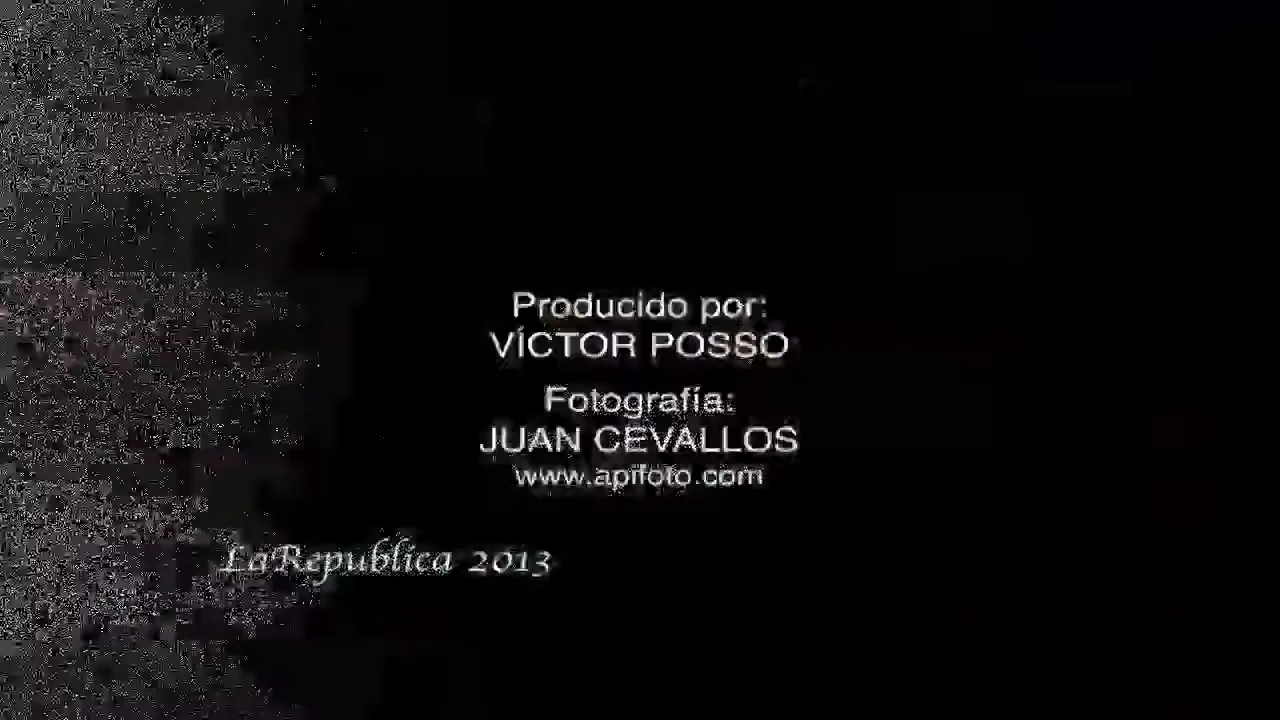 Producido por:
VÍCTOR POSSO
Fotografía:
JUAN CEVALLOS
www.apifoto.com
LaRepublica 2013